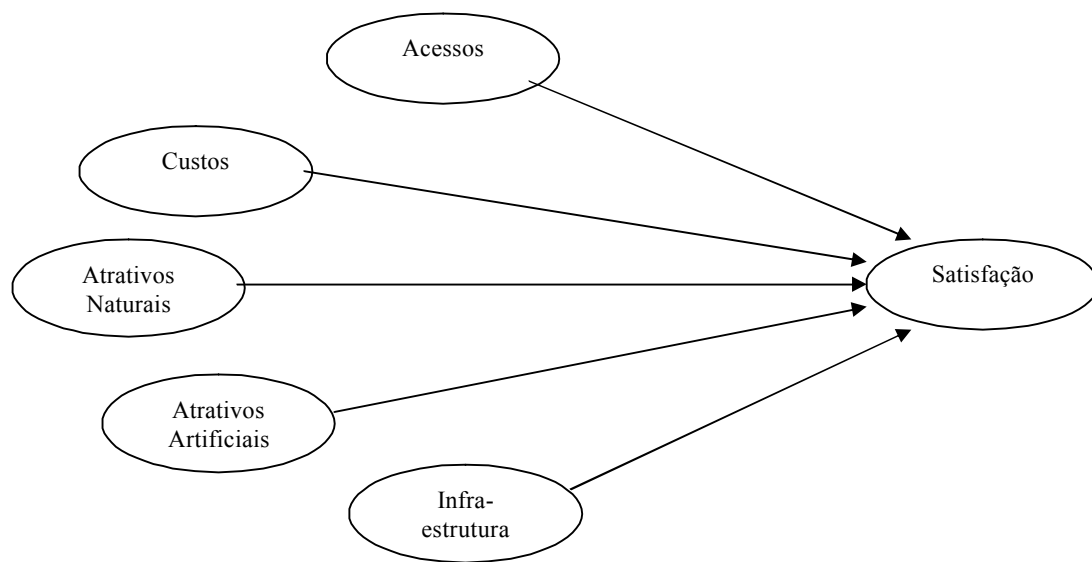 Acessos
Custos
Atrativos
Naturais
Satisfação
Atrativos
Artificiais
Infra-
estrutura